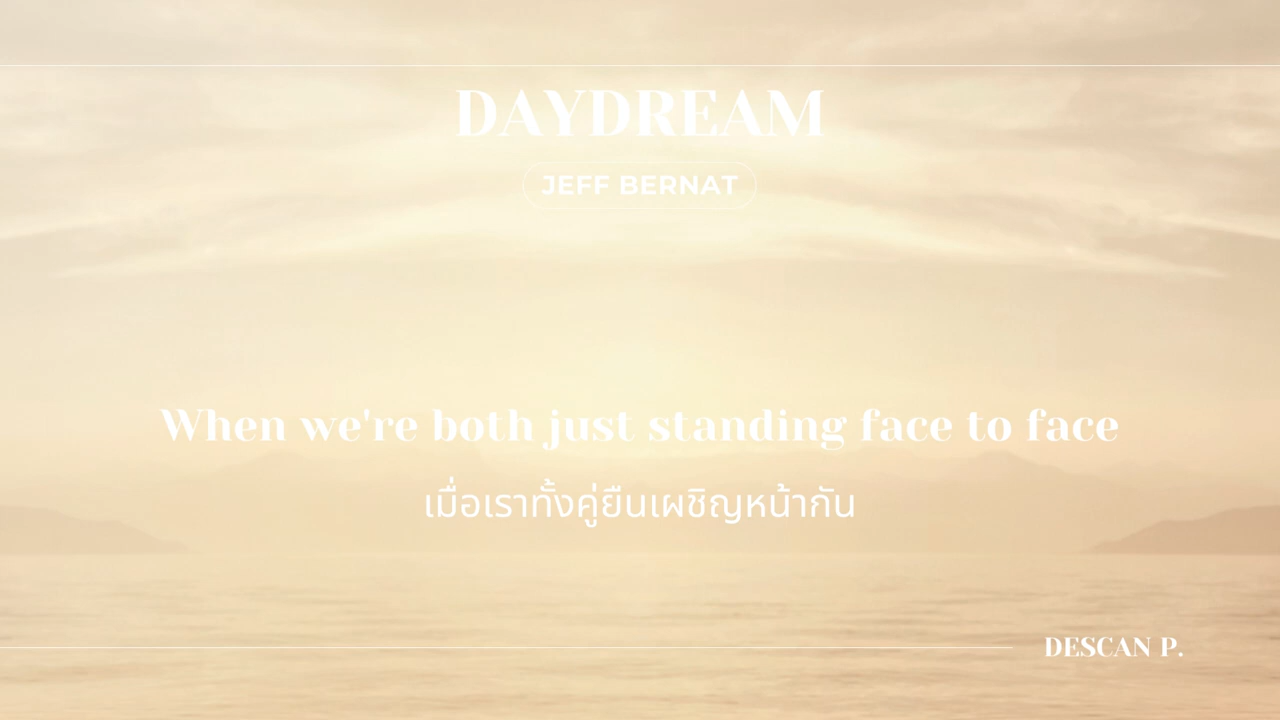 DAYDREAM
JEFF BERNAT
When we're both just standing face to face
เมื่อเราทั้งคู่ยืนเผชิญหน้ากัน
DESCAN P.